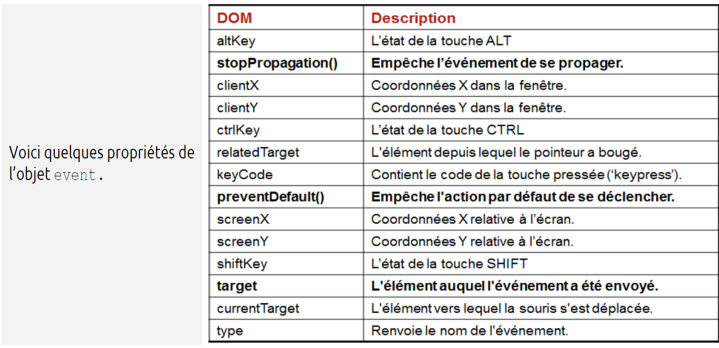 Voici quelques propriétés de
l'objet event.
DOM Description
altKey L'état de la touche ALT
stopPropagation() Empêche l'événement de se propager.
clientX Coordonnées X dans la fenêtre.
clientY Coordonnées Y dans la fenêtre.
ctrlKey L'état de la touche CTRL
relatedTarget L'élément depuis lequel le pointeur a bougé.
keyCode Contient le code de la touche pressée ('keypress').
preventDefault() Empêche l'action par défaut de se déclencher.
screenX Coordonnées X relative à l'écran.
screenY Coordonnées Y relative à l'écran.
shiftKey L'état de la touche SHIFT
target L'élément auquel l'événement a été envoyé.
currentTarget L'élément vers lequel la souris s'est déplacée.
type Renvoie le nom de l'événement.